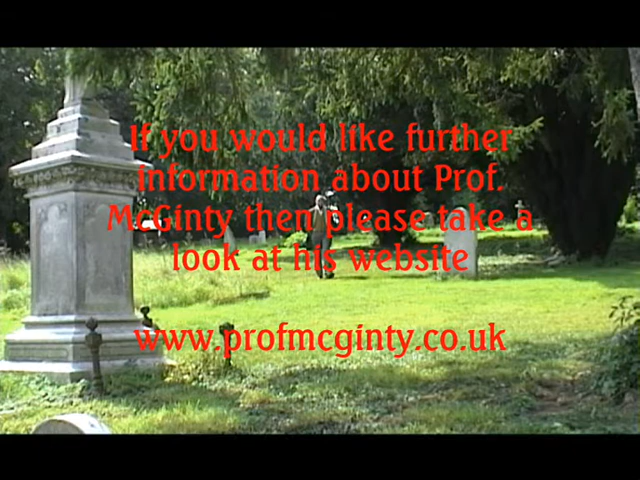 If you would like further
information about Prof.
McGinty then please take a
look at his website
www.profmcginty.co.uk